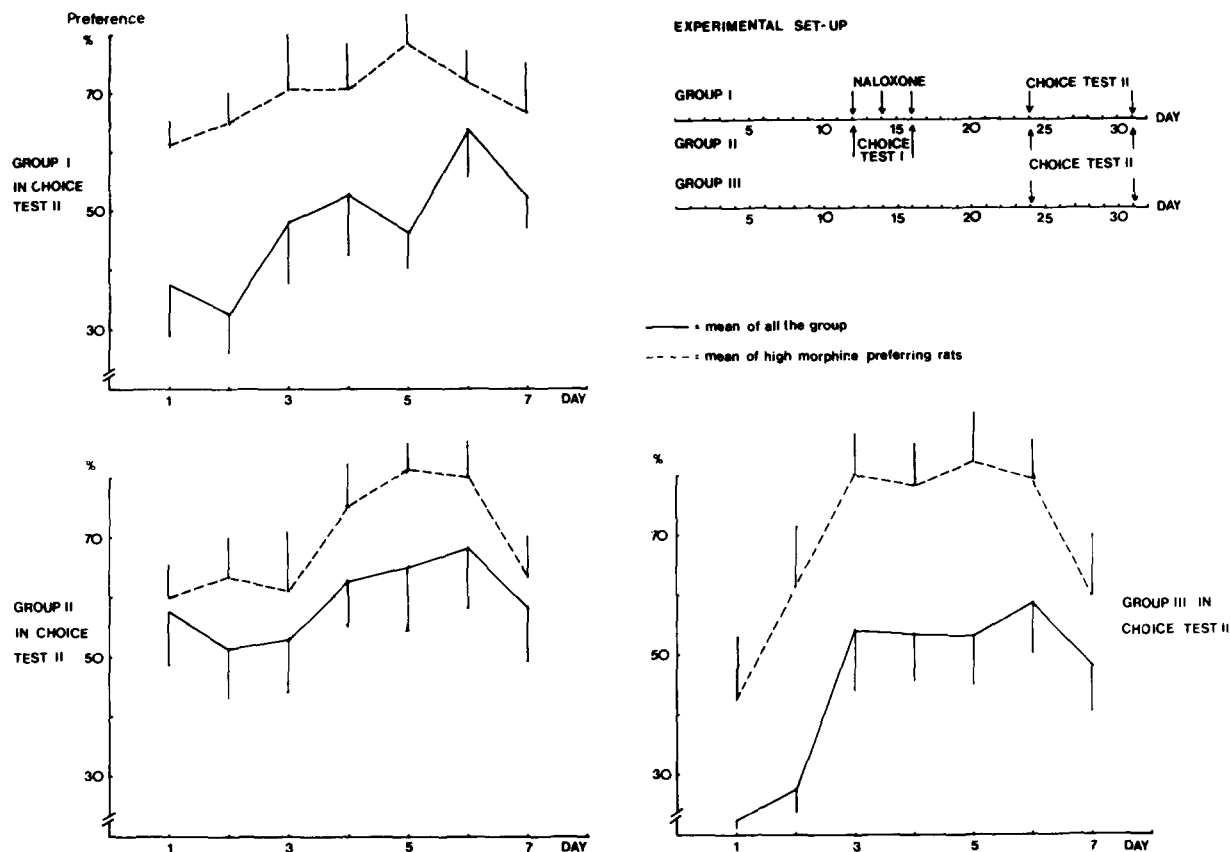 Preference
%
70
50
30
GROUP I
IN CHOICE
TEST II
1 3 5 7 DAY
EXPERIMENTAL SET-UP
NALOXONE CHOICE TEST II
GROUP I
5 10 15 20 25 30 DAY
GROUP II CHOICE
TEST I
CHOICE TEST II
GROUP III
5 10 15 20 25 30 DAY
= mean of all the group
= mean of high morphine preferring rats
%
70
50
30
GROUP II
IN CHOICE
TEST II
1 3 5 7 DAY
%
70
50
30
GROUP III IN
CHOICE TEST II
1 3 5 7 DAY